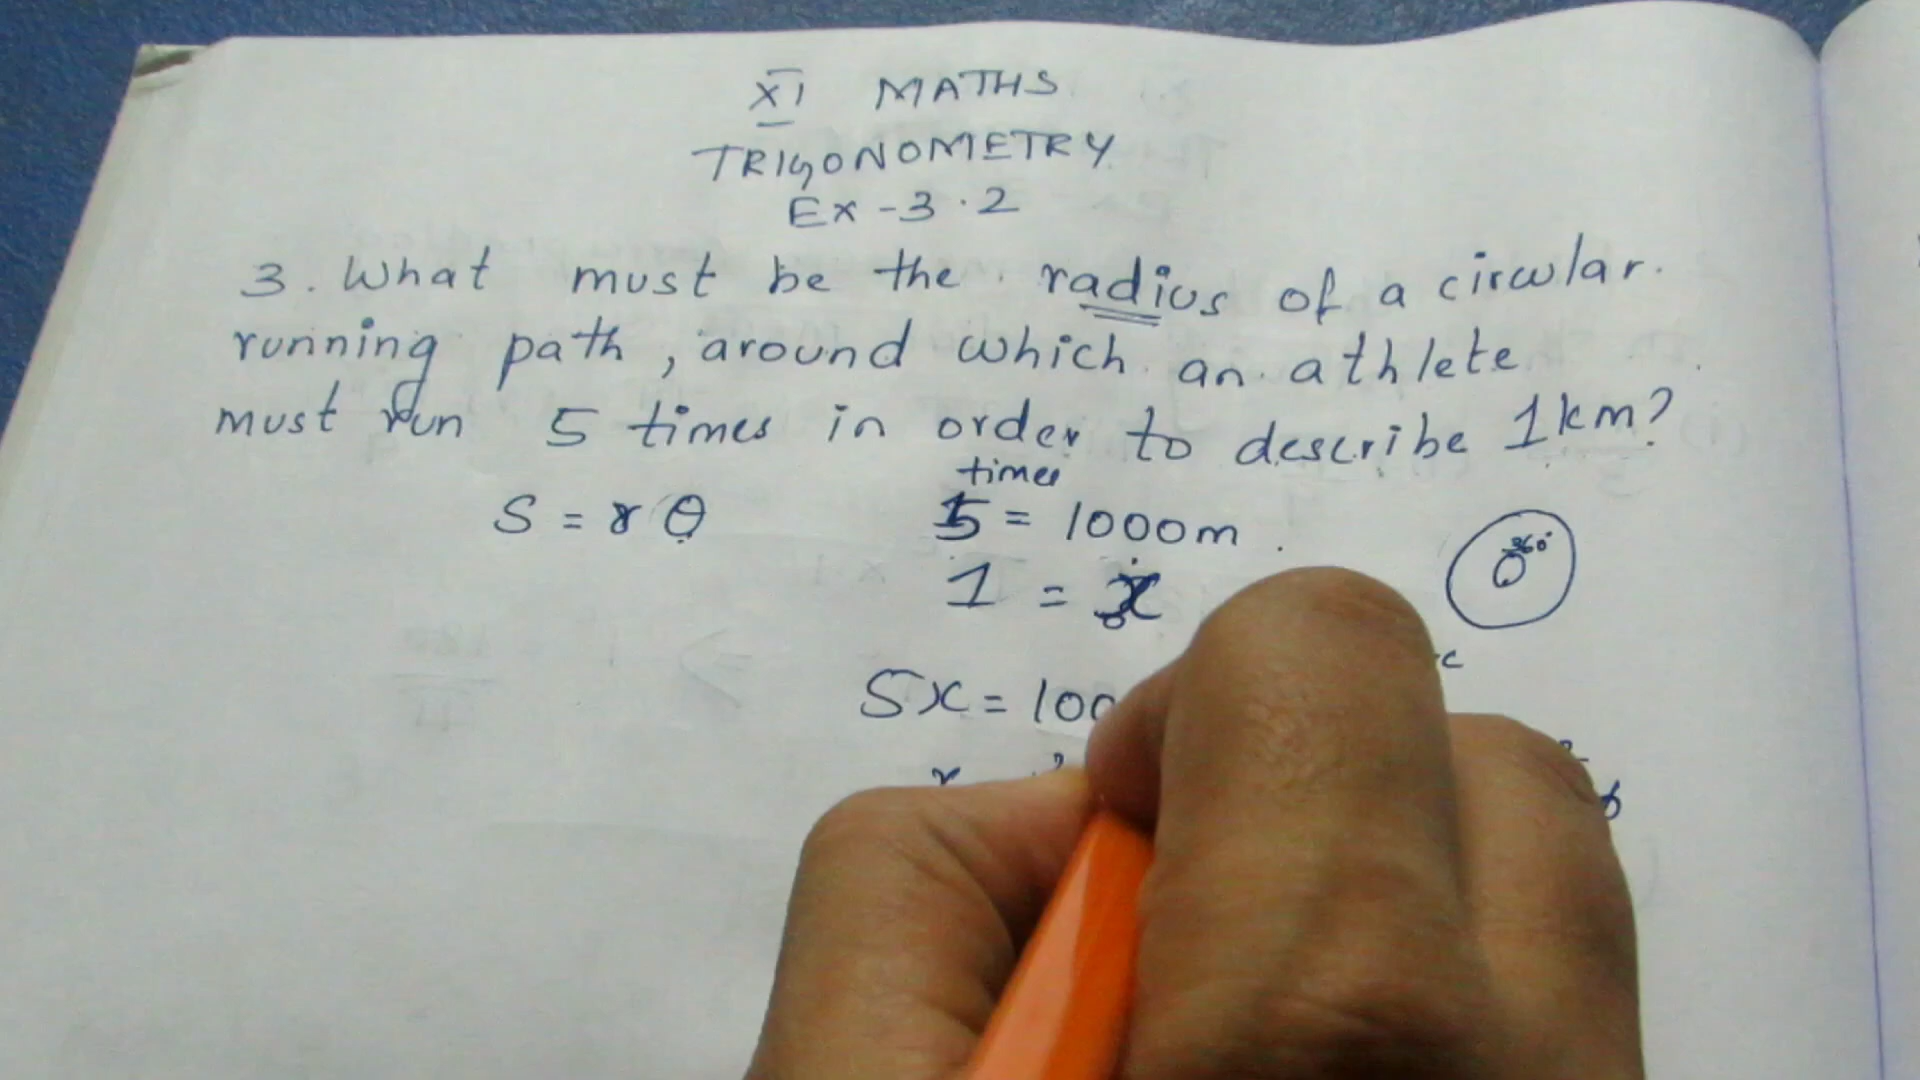 XI MATHS
TRIGONOMETRY
Ex - 3.2
3. What must be the radius of a circular
running path, around which an athlete
must run 5 times in order to describe 1km?
times
S = r θ
5 = 1000m
360°
1 = x
5x = 100